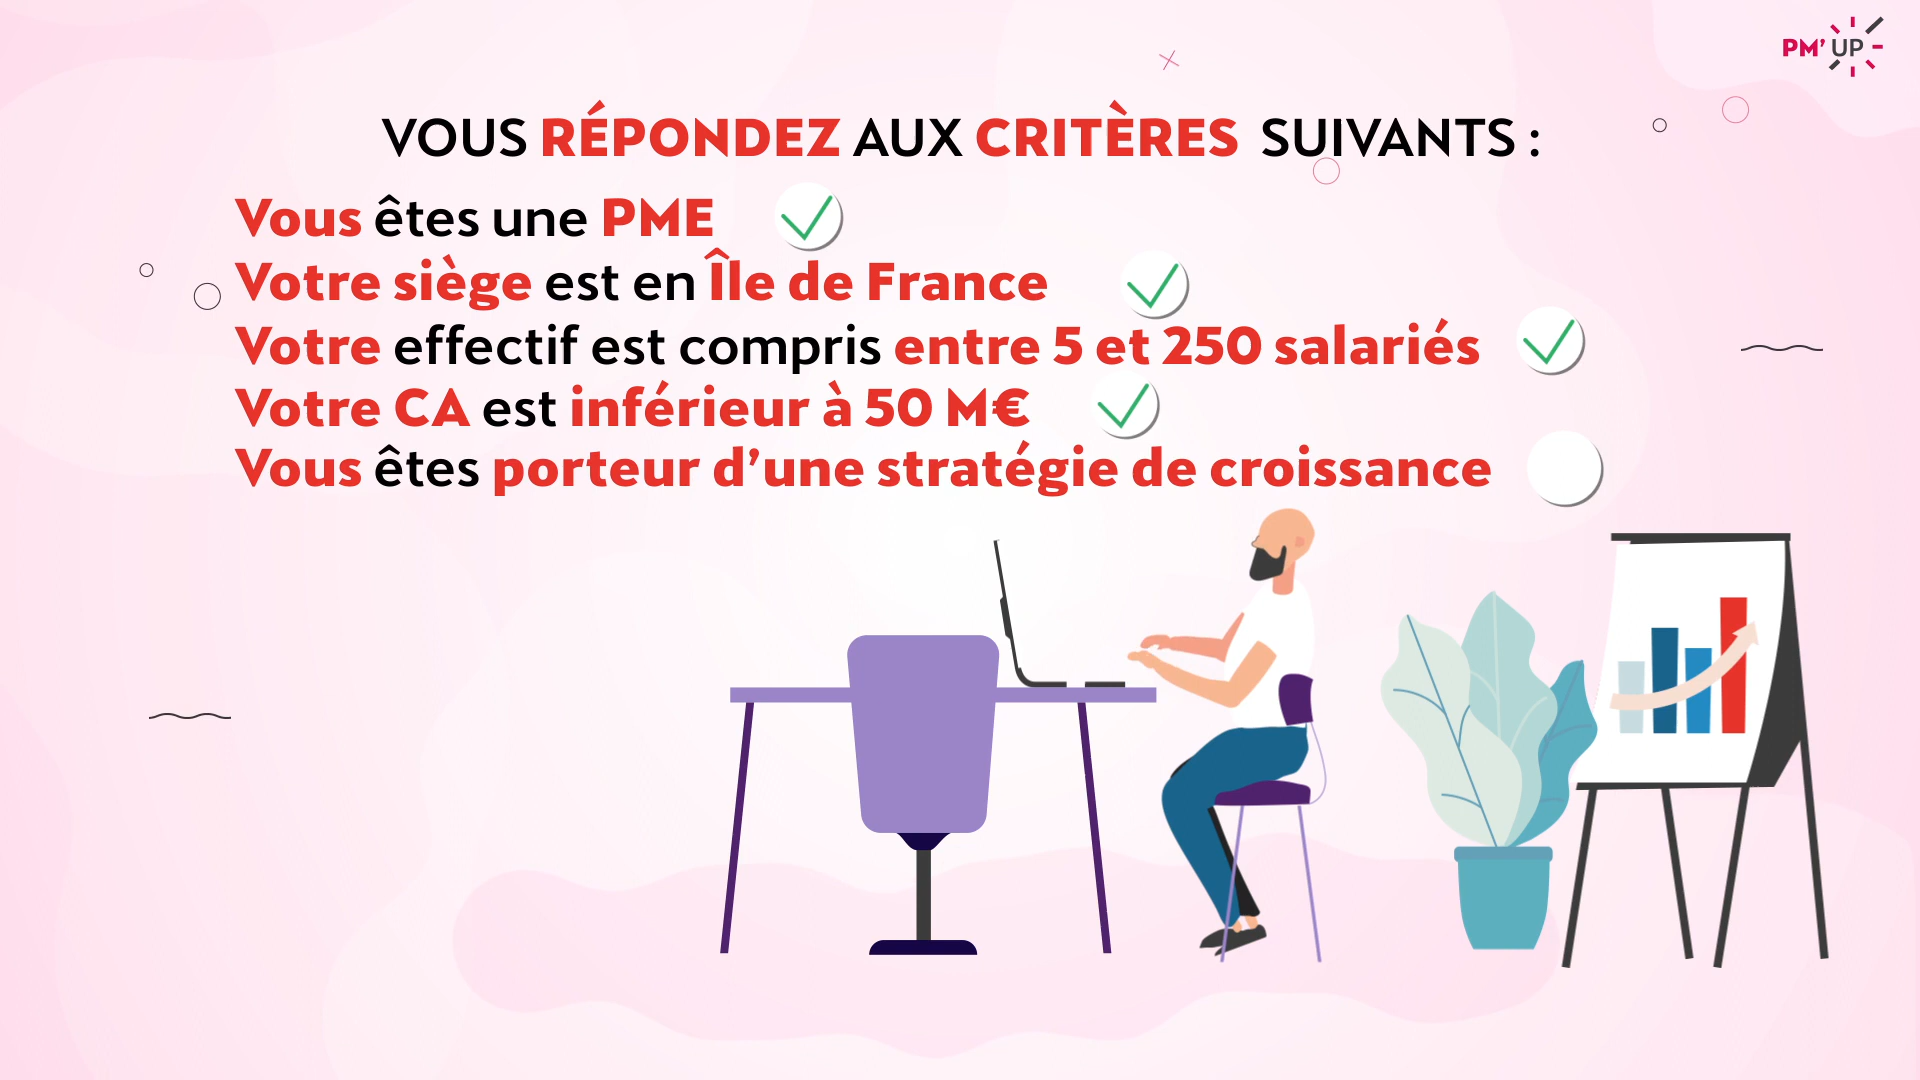 PM' UP
VOUS RÉPONDEZ AUX CRITÈRES SUIVANTS :
Vous êtes une PME
Votre siège est en Île de France
Votre effectif est compris entre 5 et 250 salariés
Votre CA est inférieur à 50 M€
Vous êtes porteur d’une stratégie de croissance